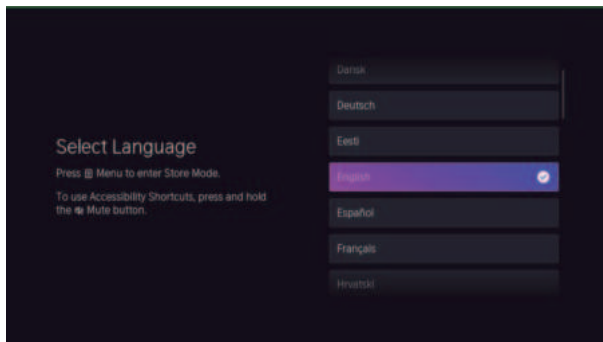 Select Language
Press Menu to enter Store Mode.
To use Accessibility Shortcuts, press and hold
the Mute button.
Dansk
Deutsch
Eesti
English
Español
Français
Hrvatski